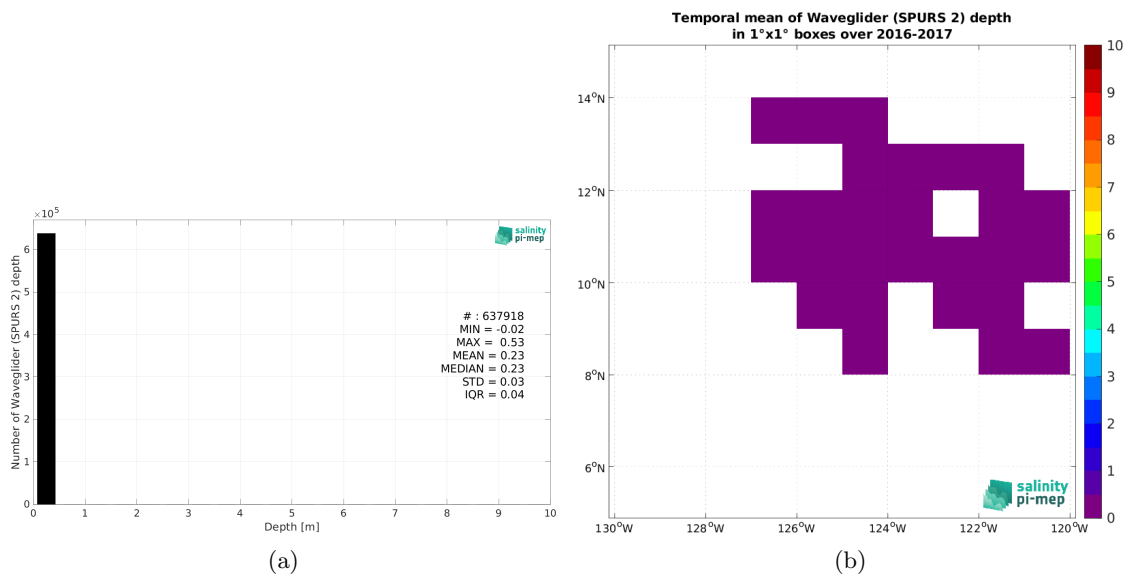 ×10⁵
6
5
4
3
2
1
0
Number of Waveglider (SPURS 2) depth
salinity
pi-mep
# : 637918
MIN = -0.02
MAX = 0.53
MEAN = 0.23
MEDIAN = 0.23
STD = 0.03
IQR = 0.04
0 1 2 3 4 5 6 7 8 9 10
Depth [m]
(a)
Temporal mean of Waveglider (SPURS 2) depth
in 1°x1° boxes over 2016-2017
14°N
12°N
10°N
8°N
6°N
130°W 128°W 126°W 124°W 122°W 120°W
salinity
pi-mep
10
9
8
7
6
5
4
3
2
1
0
(b)